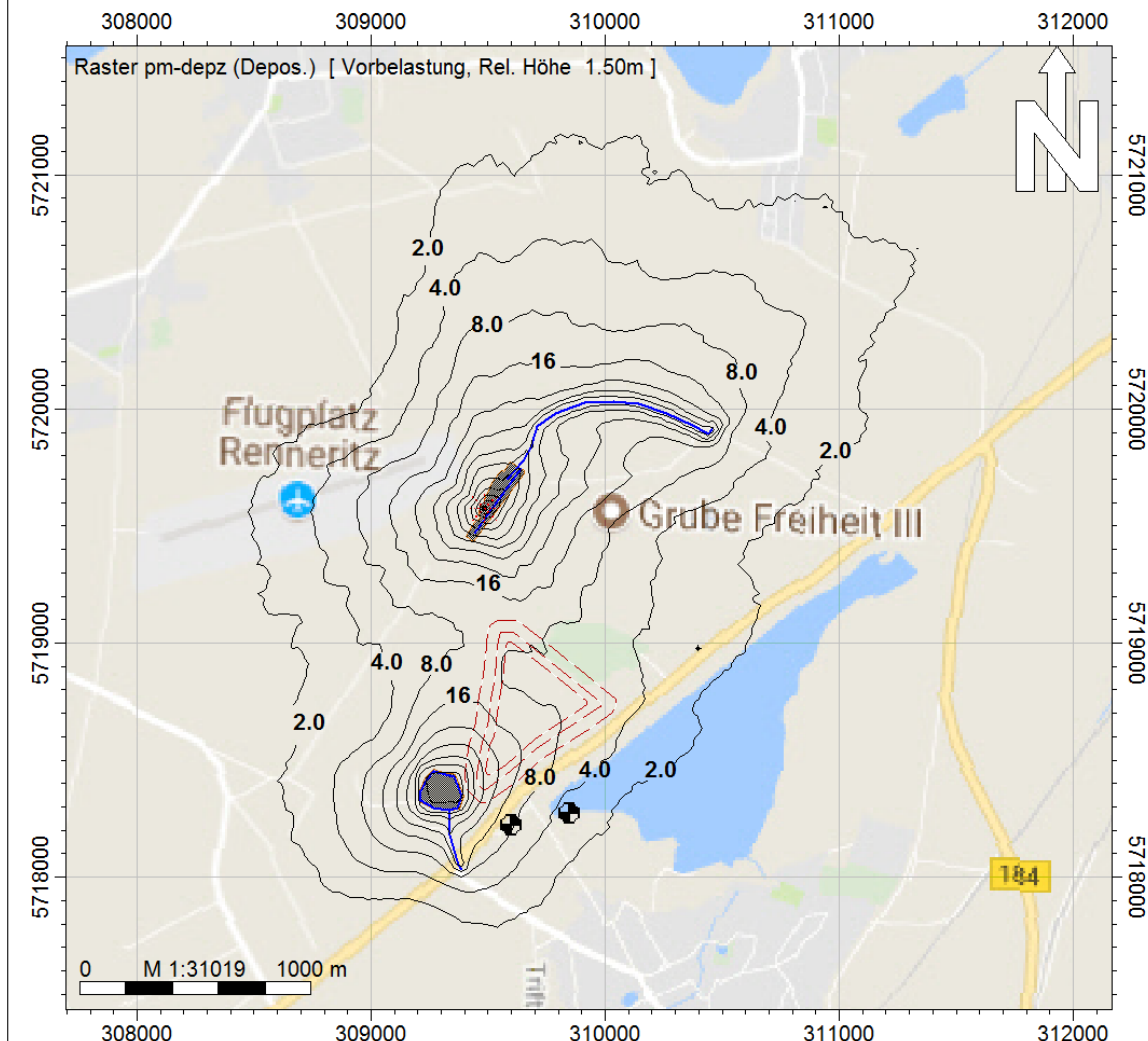 308000 309000 310000 311000 312000
Raster pm-depz (Depos.) [ Vorbelastung, Rel. Höhe 1.50m ]
N
5721000 5721000
2.0
4.0
8.0
16
8.0
5720000 5720000
Flugplatz
Renneritz
4.0
2.0
Grube Freiheit III
16
5719000 5719000
4.0 8.0
16
2.0
8.0 4.0 2.0
5718000 5718000
184
0 M 1:31019 1000 m
Trift
308000 309000 310000 311000 312000